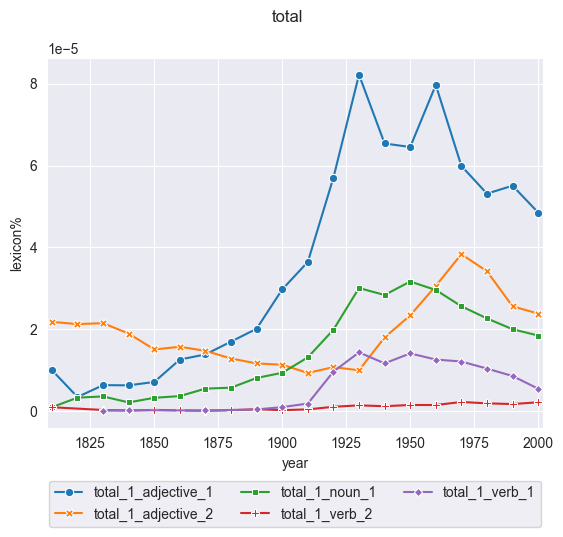 total
1e−5
8
6
4
2
0
lexicon%
1825 1850 1875 1900 1925 1950 1975 2000
year
total_1_adjective_1 total_1_noun_1 total_1_verb_1
total_1_adjective_2 total_1_verb_2